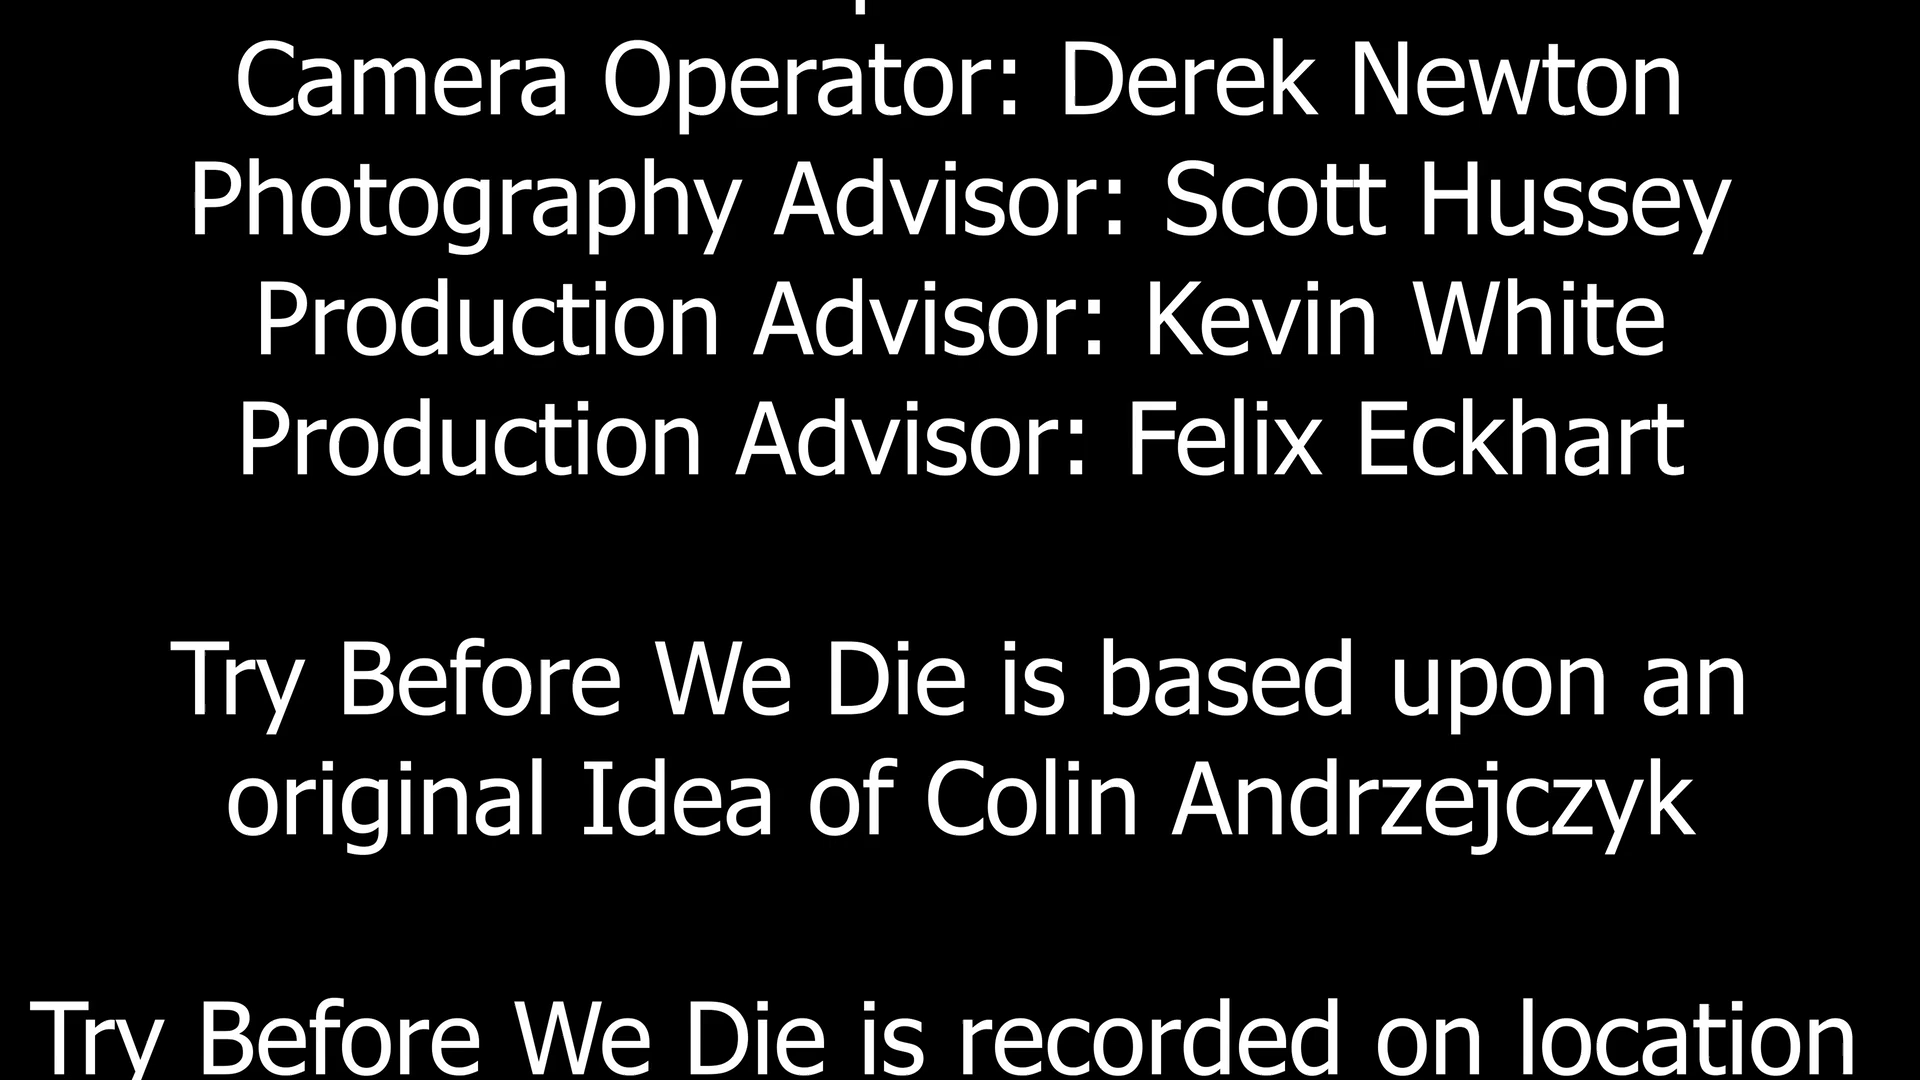 Camera Operator: Derek Newton
Photography Advisor: Scott Hussey
Production Advisor: Kevin White
Production Advisor: Felix Eckhart
Try Before We Die is based upon an
original Idea of Colin Andrzejczyk
Try Before We Die is recorded on location